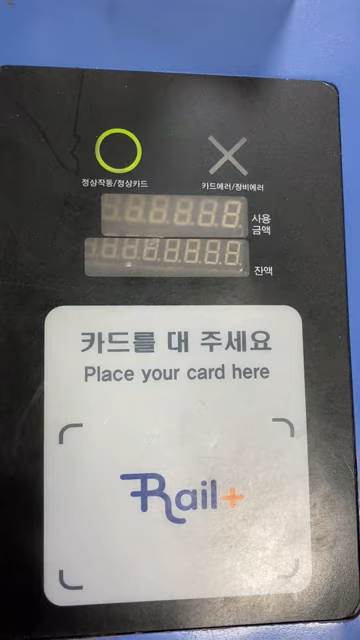 정상작동/정상카드
카드에러/장비에러
사용
금액
잔액
카드를 대 주세요
Place your card here
Rail+